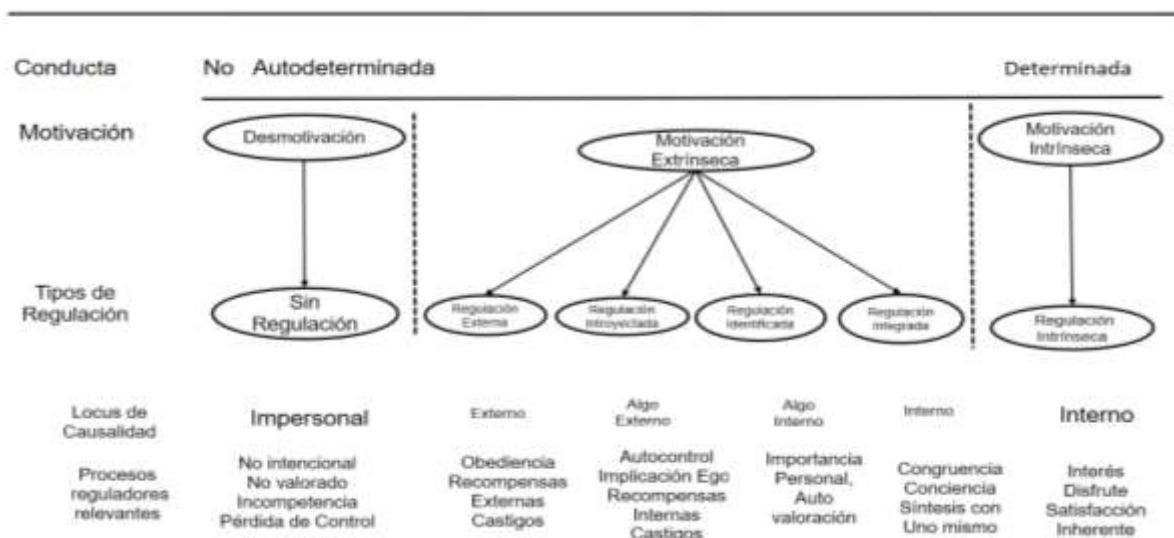 Conducta No Autodeterminada Determinada
Motivación
Desmotivación
Motivación
Extrínseca
Motivación
Intrínseca
Tipos de
Regulación
Sin
Regulación
Regulación
Externa
Regulación
Introyectada
Regulación
Identificada
Regulación
Integrada
Regulación
Intrínseca
Locus de
Causalidad
Impersonal
Externo
Algo
Externo
Algo
Interno
Interno
Interno
Procesos
reguladores
relevantes
No intencional
No valorado
Incompetencia
Pérdida de Control
Obediencia
Recompensas
Externas
Castigos
Autocontrol
Implicación Ego
Recompensas
Internas
Castigos
Importancia
Personal,
Auto
valoración
Congruencia
Conciencia
Síntesis con
Uno mismo
Interés
Disfrute
Satisfacción
Inherente